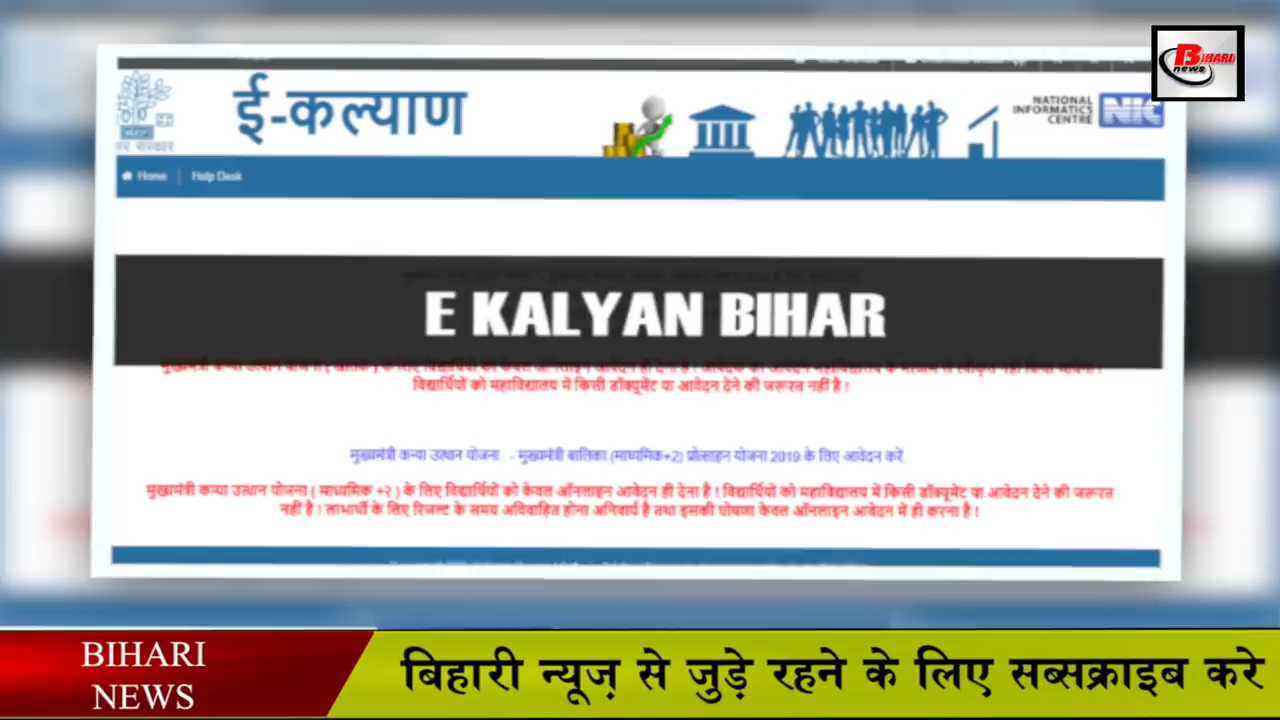 BIHARI
news
ई-कल्याण
NATIONAL
INFORMATICS
CENTRE
NIC
Home
Help Desk
E KALYAN BIHAR
विद्यार्थियों को महाविद्यालय में किसी डॉक्यूमेंट या आवेदन देने की जरूरत नहीं है !
मुख्यमंत्री कन्या उत्थान योजना : - मुख्यमंत्री बालिका (माध्यमिक+2) प्रोत्साहन योजना 2019 के लिए आवेदन करें
मुख्यमंत्री कन्या उत्थान योजना ( माध्यमिक +२ ) के लिए विद्यार्थियों को केवल ऑनलाइन आवेदन ही देना है ! विद्यार्थियों को महाविद्यालय में किसी डॉक्यूमेंट या आवेदन देने की जरूरत
नहीं है ! लाभार्थी के लिए रिजल्ट के समय अविवाहित होना अनिवार्य है तथा इसकी घोषणा केवल ऑनलाइन आवेदन में ही करना है !
BIHARI
NEWS
बिहारी न्यूज़ से जुड़े रहने के लिए सब्सक्राइब करे